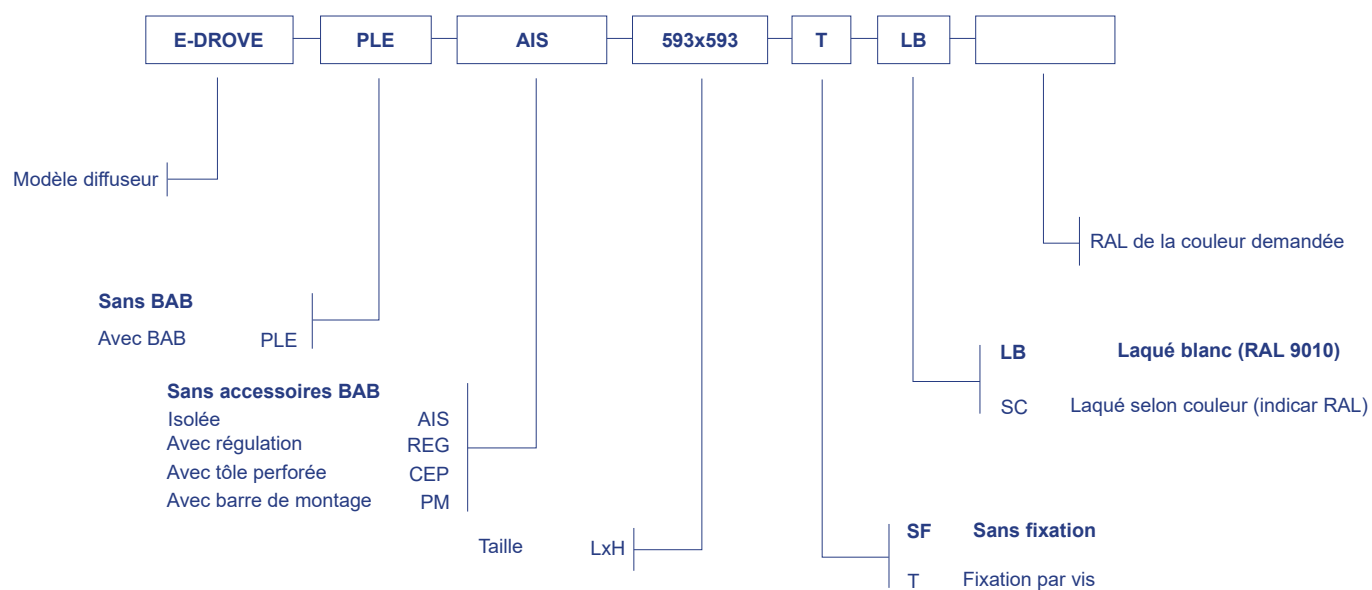 E-DROVE PLE AIS 593x593 T LB
Modèle diffuseur
RAL de la couleur demandée
Sans BAB
Avec BAB PLE
LB Laqué blanc (RAL 9010)
SC Laqué selon couleur (indicar RAL)
Sans accessoires BAB
Isolée AIS
Avec régulation REG
Avec tôle perforée CEP
Avec barre de montage PM
Taille LxH
SF Sans fixation
T Fixation par vis